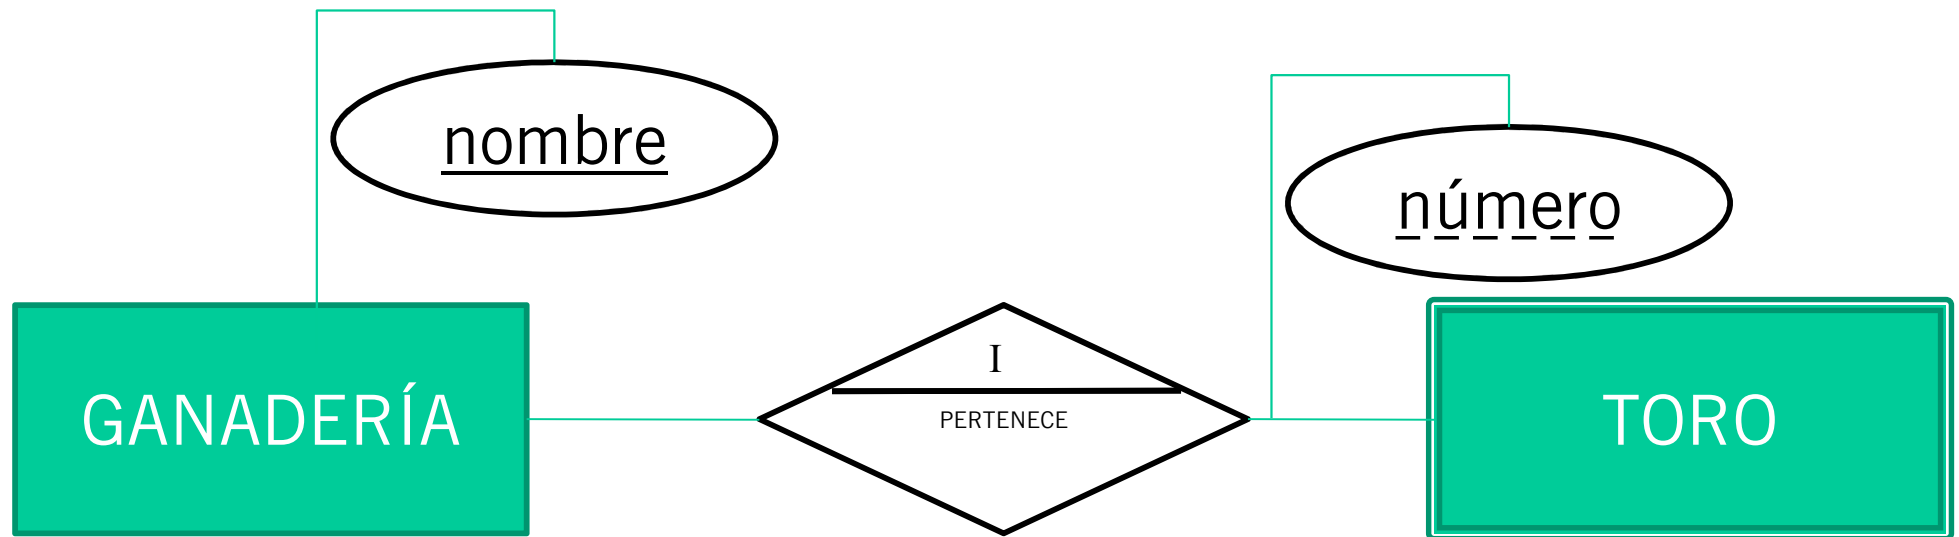 nombre
número
I
GANADERÍA
PERTENECE
TORO